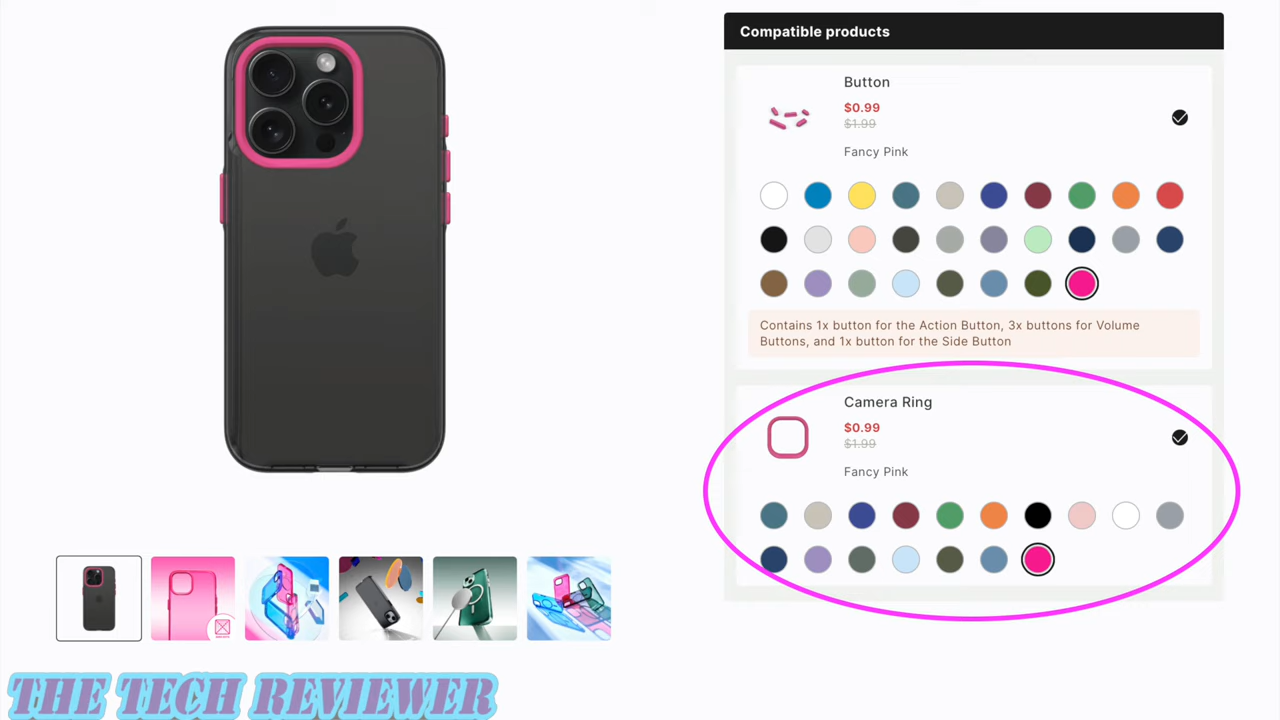 Compatible products
Button
$0.99
$1.99
Fancy Pink
Contains 1x button for the Action Button, 3x buttons for Volume
Buttons, and 1x button for the Side Button
Camera Ring
$0.99
$1.99
Fancy Pink
THE TECH REVIEWER